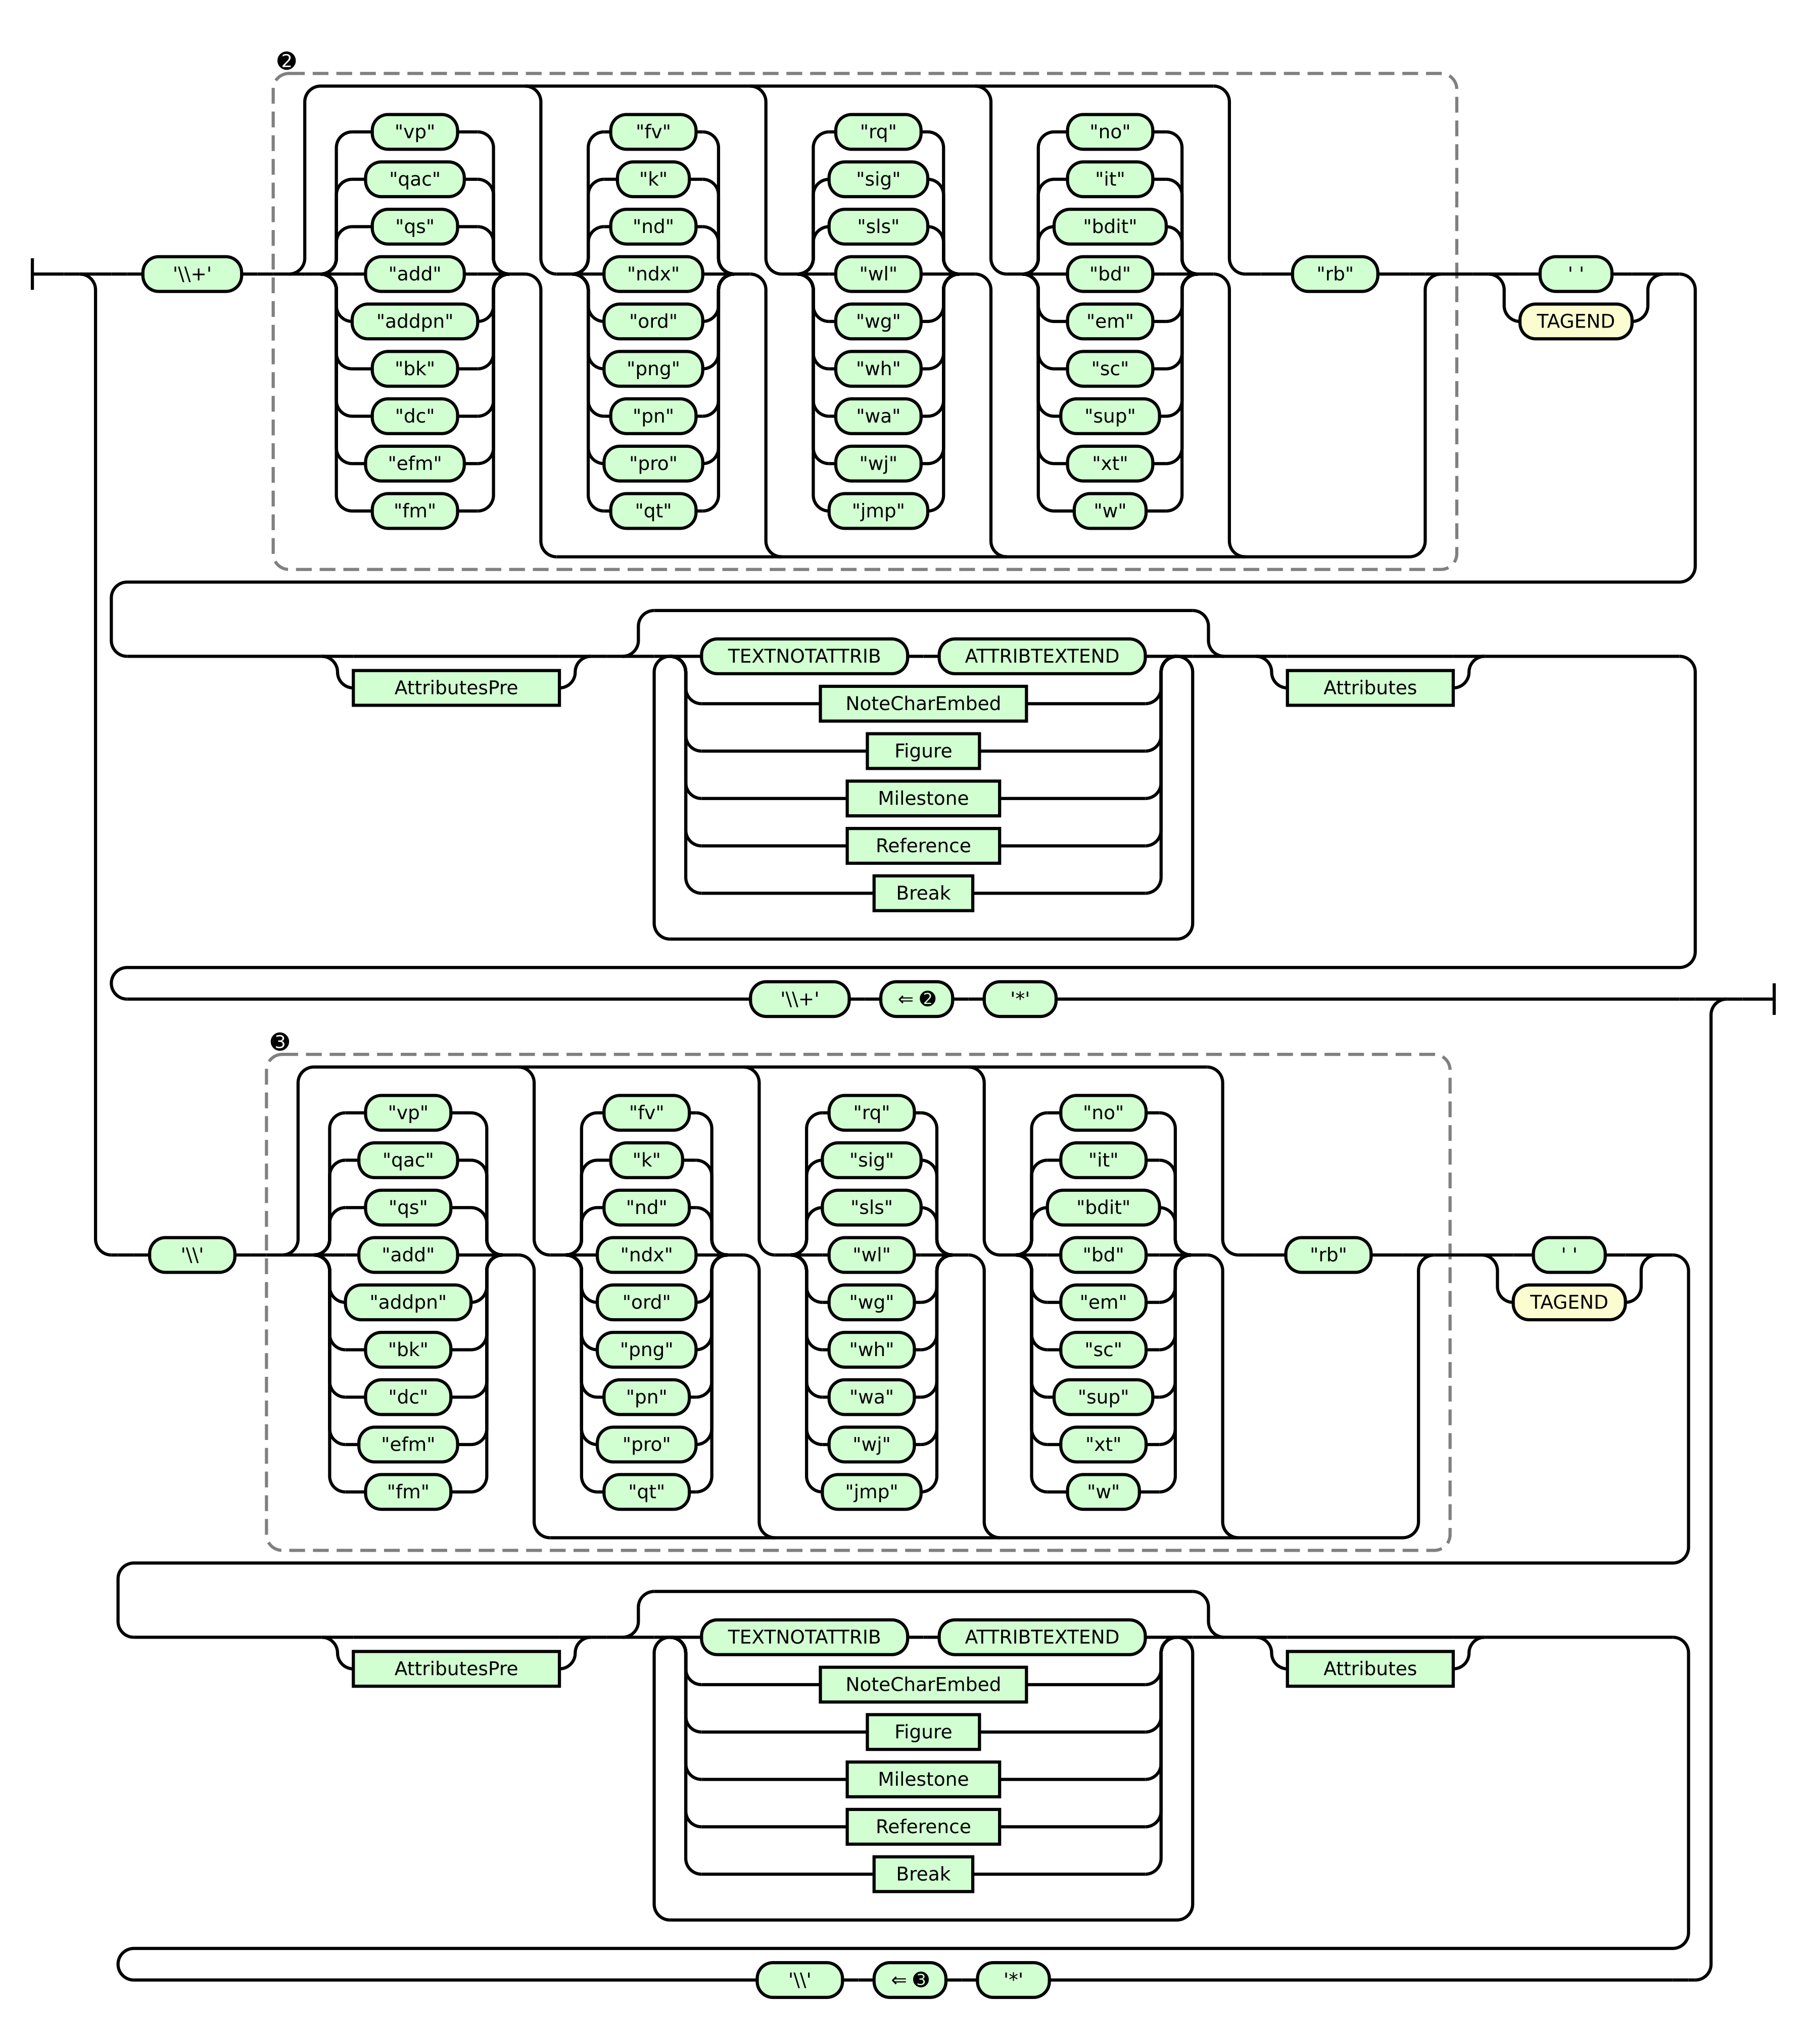 ❷
"vp" "fv" "rq" "no"
"qac" "k" "sig" "it"
"qs" "nd" "sls" "bdit"
'\\+' "add" "ndx" "wl" "bd" "rb" ' '
"addpn" "ord" "wg" "em" TAGEND
"bk" "png" "wh" "sc"
"dc" "pn" "wa" "sup"
"efm" "pro" "wj" "xt"
"fm" "qt" "jmp" "w"
TEXTNOTATTRIB ATTRIBTEXTEND
AttributesPre Attributes
NoteCharEmbed
Figure
Milestone
Reference
Break
'\\+' ⇐ ❷ '*'
❸
"vp" "fv" "rq" "no"
"qac" "k" "sig" "it"
"qs" "nd" "sls" "bdit"
'\\' "add" "ndx" "wl" "bd" "rb" ' '
"addpn" "ord" "wg" "em" TAGEND
"bk" "png" "wh" "sc"
"dc" "pn" "wa" "sup"
"efm" "pro" "wj" "xt"
"fm" "qt" "jmp" "w"
TEXTNOTATTRIB ATTRIBTEXTEND
AttributesPre Attributes
NoteCharEmbed
Figure
Milestone
Reference
Break
'\\' ⇐ ❸ '*'